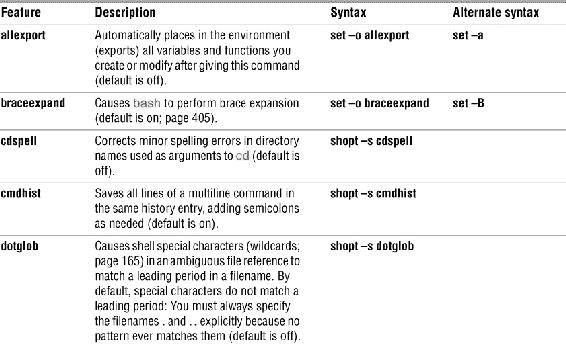 Feature Description Syntax Alternate syntax
allexport Automatically places in the environment set –o allexport set –a
(exports) all variables and functions you
create or modify after giving this command
(default is off).
braceexpand Causes bash to perform brace expansion set –o braceexpand set –B
(default is on; page 405).
cdspell Corrects minor spelling errors in directory shopt –s cdspell
names used as arguments to cd (default is
off).
cmdhist Saves all lines of a multiline command in shopt –s cmdhist
the same history entry, adding semicolons
as needed (default is on).
dotglob Causes shell special characters (wildcards; shopt –s dotglob
page 165) in an ambiguous file reference to
match a leading period in a filename. By
default, special characters do not match a
leading period: You must always specify
the filenames . and . . explicitly because no
pattern ever matches them (default is off).